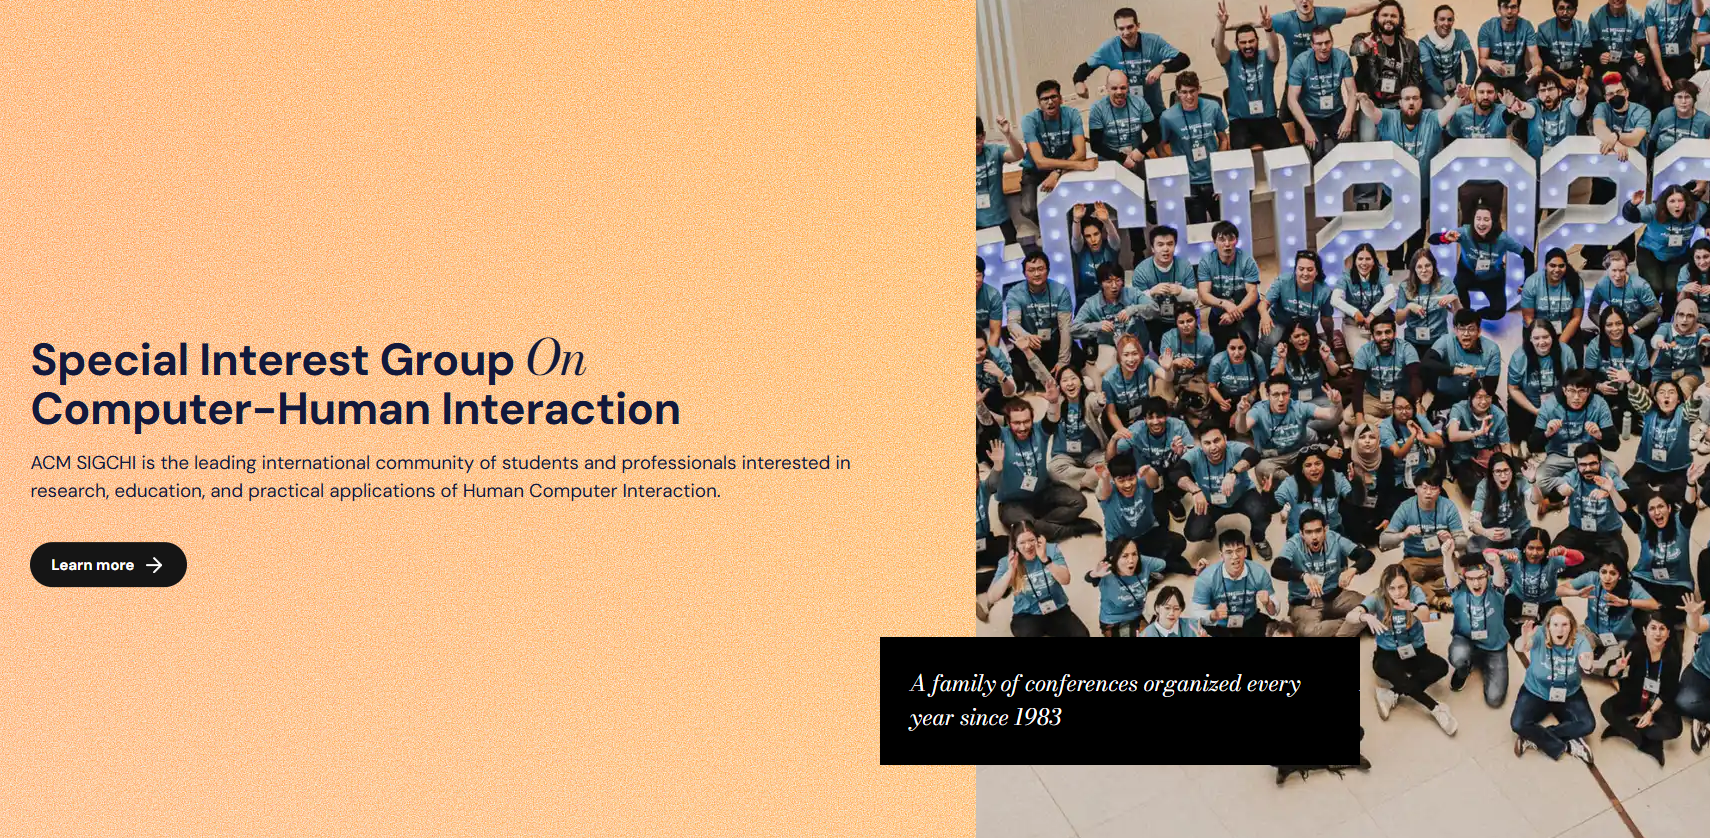 Special Interest Group On
Computer-Human Interaction
ACM SIGCHI is the leading international community of students and professionals interested in
research, education, and practical applications of Human Computer Interaction.
Learn more
CHI202
A family of conferences organized every
year since 1983